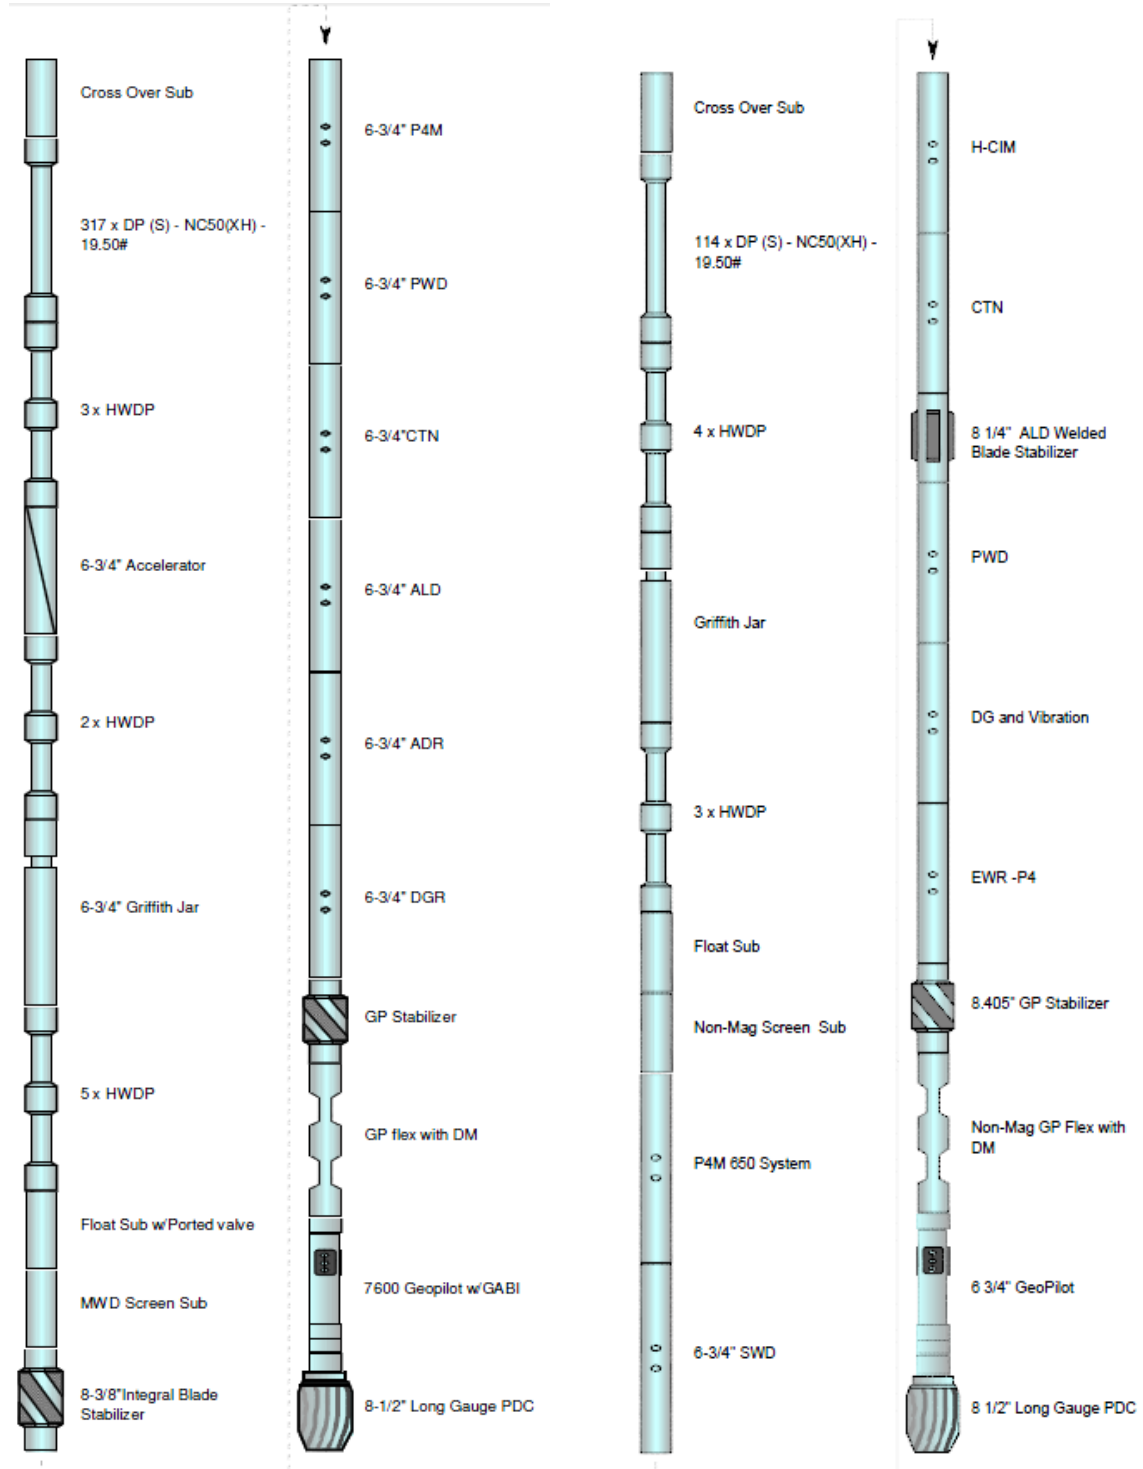 Cross Over Sub
317 x DP (S) - NC50(XH) -
19.50#
3 x HWDP
6-3/4" Accelerator
2 x HWDP
6-3/4" Griffith Jar
5 x HWDP
Float Sub w/Ported valve
MWD Screen Sub
8-3/8"Integral Blade
Stabilizer
6-3/4" P4M
6-3/4" PWD
6-3/4"CTN
6-3/4" ALD
6-3/4" ADR
6-3/4" DGR
GP Stabilizer
GP flex with DM
7600 Geopilot w/GABI
8-1/2" Long Gauge PDC
Cross Over Sub
114 x DP (S) - NC50(XH) -
19.50#
4 x HWDP
Griffith Jar
3 x HWDP
Float Sub
Non-Mag Screen Sub
P4M 650 System
6-3/4" SWD
H-CIM
CTN
8 1/4" ALD Welded
Blade Stabilizer
PWD
DG and Vibration
EWR -P4
8.405" GP Stabilizer
Non-Mag GP Flex with
DM
6 3/4" GeoPilot
8 1/2" Long Gauge PDC